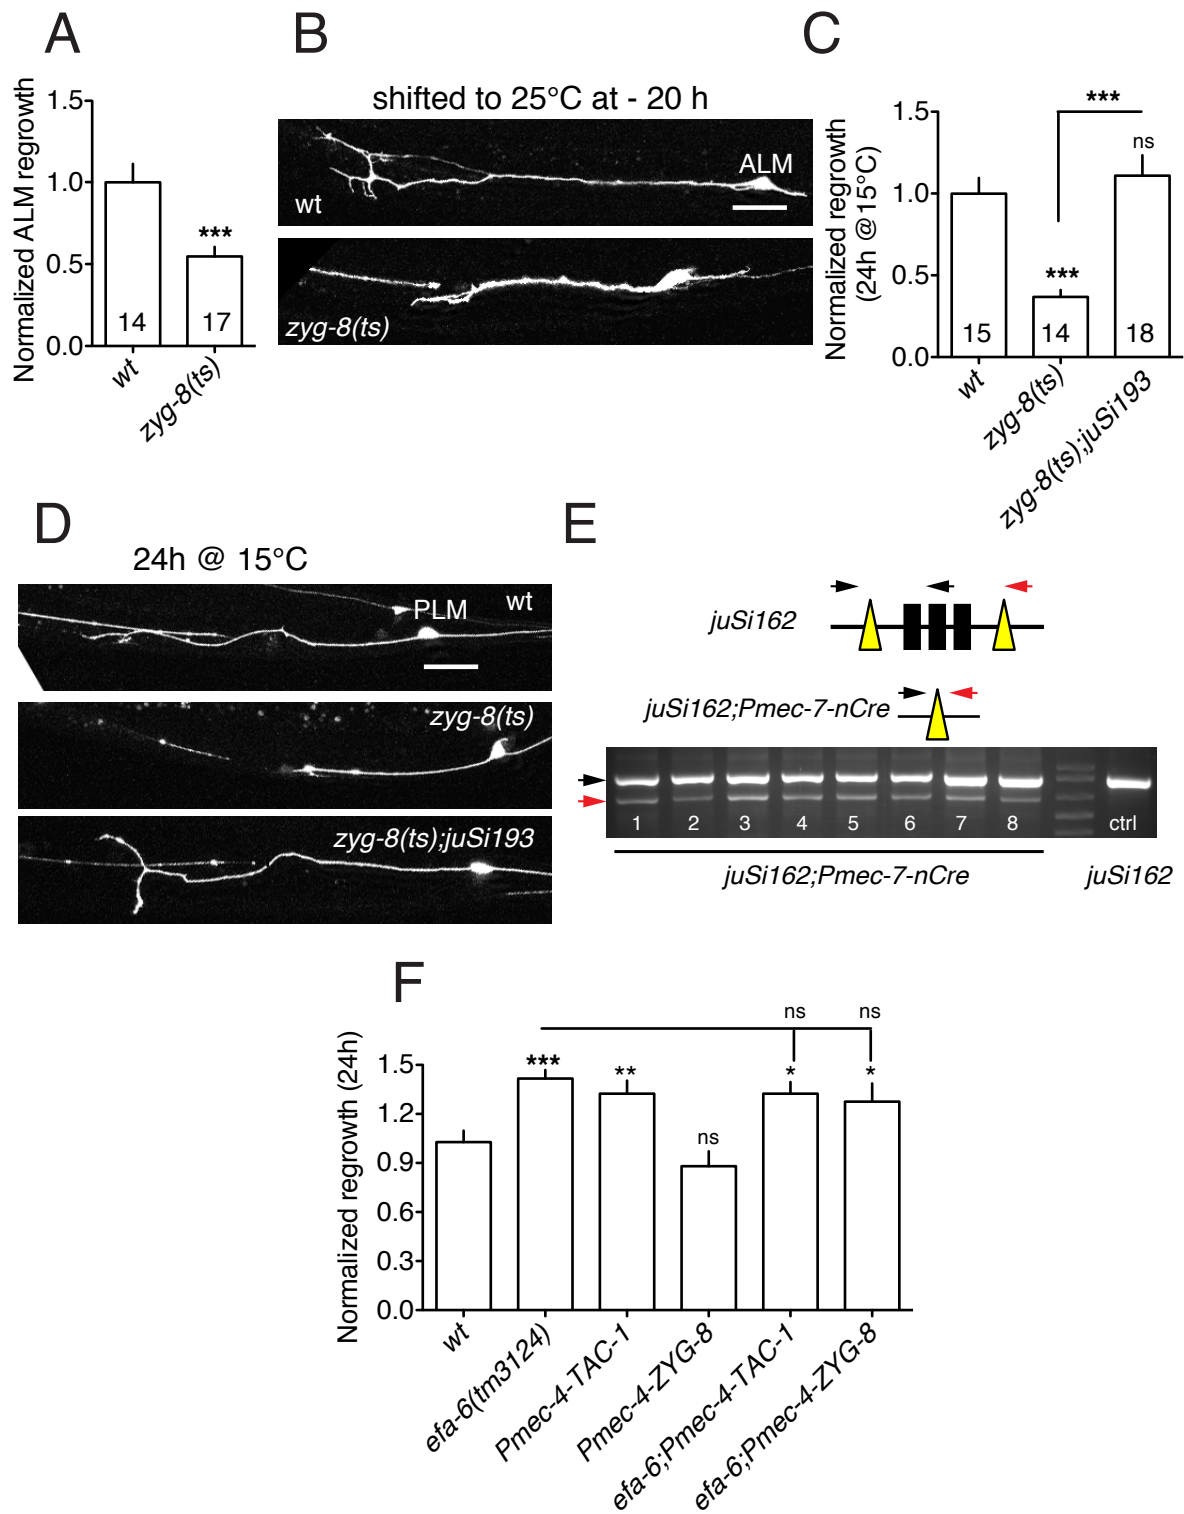 A
Normalized ALM regrowth
1.5
1.0
0.5
0.0
***
14
17
wt
zyg-8(ts)
B
shifted to 25°C at - 20 h
ALM
wt
zyg-8(ts)
C
Normalized regrowth
(24h @15°C)
1.5
1.0
0.5
0.0
***
ns
***
15
14
18
wt
zyg-8(ts)
zyg-8(ts);juSi193
D
24h @ 15°C
PLM
wt
zyg-8(ts)
zyg-8(ts);juSi193
E
juSi162
juSi162;Pmec-7-nCre
1 2 3 4 5 6 7 8 ctrl
juSi162;Pmec-7-nCre
juSi162
F
Normalized regrowth (24h)
1.5
1.2
0.9
0.6
0.3
0.0
ns ns
*** ** ns * *
wt
efa-6(tm3124)
Pmec-4-TAC-1
Pmec-4-ZYG-8
efa-6;Pmec-4-TAC-1
efa-6;Pmec-4-ZYG-8